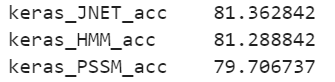 keras_JNET_acc 81.362842
keras_HMM_acc 81.288842
keras_PSSM_acc 79.706737